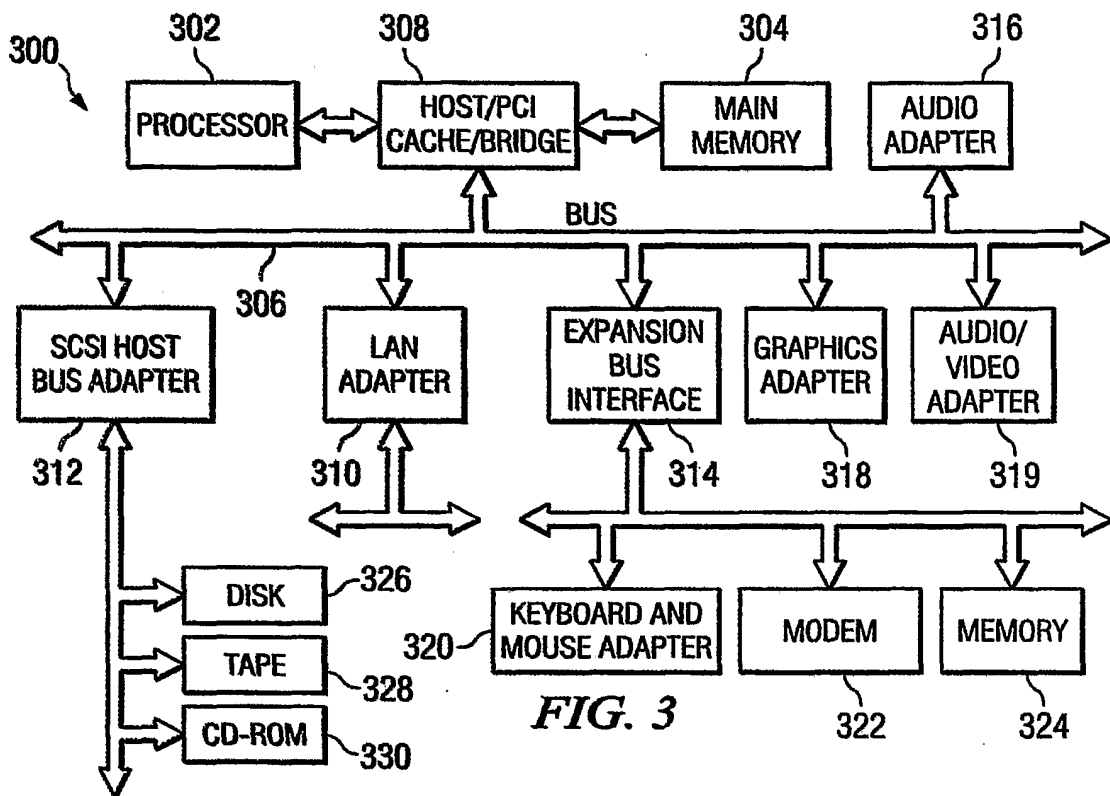 300
302
308
304
316
PROCESSOR
HOST/PCI
CACHE/BRIDGE
MAIN
MEMORY
AUDIO
ADAPTER
BUS
306
SCSI HOST
BUS ADAPTER
LAN
ADAPTER
EXPANSION
BUS
INTERFACE
GRAPHICS
ADAPTER
AUDIO/
VIDEO
ADAPTER
312
310
314
318
319
DISK
326
TAPE
328
CD-ROM
330
320
KEYBOARD AND
MOUSE ADAPTER
MODEM
MEMORY
322
324
FIG. 3